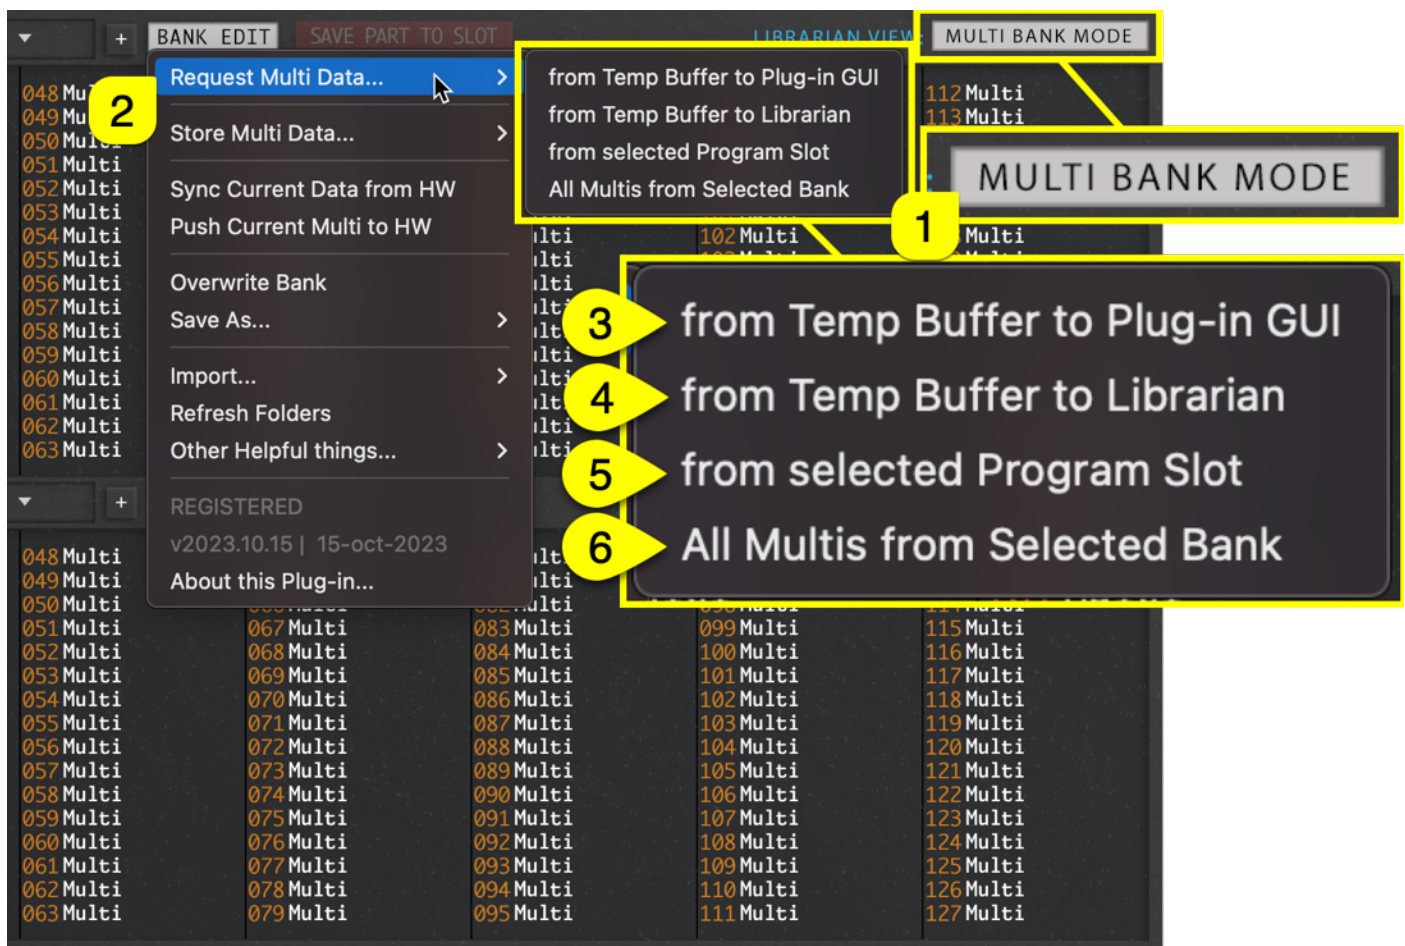 + BANK EDIT SAVE PART TO SLOT LIBRARIAN VIEW: MULTI BANK MODE
Request Multi Data...
Store Multi Data...
Sync Current Data from HW
Push Current Multi to HW
Overwrite Bank
Save As...
Import...
Refresh Folders
Other Helpful things...
REGISTERED
v2023.10.15 | 15-oct-2023
About this Plug-in...
2
from Temp Buffer to Plug-in GUI
from Temp Buffer to Librarian
from selected Program Slot
All Multis from Selected Bank
MULTI BANK MODE
1
3 from Temp Buffer to Plug-in GUI
4 from Temp Buffer to Librarian
5 from selected Program Slot
6 All Multis from Selected Bank
048 Mu
049 Mu
050 Multi
051 Multi
052 Multi
053 Multi
054 Multi
055 Multi
056 Multi
057 Multi
058 Multi
059 Multi
060 Multi
061 Multi
062 Multi
063 Multi
102 Multi
112 Multi
113 Multi
Multi
+
048 Multi
049 Multi
050 Multi
051 Multi
052 Multi
053 Multi
054 Multi
055 Multi
056 Multi
057 Multi
058 Multi
059 Multi
060 Multi
061 Multi
062 Multi
063 Multi
067 Multi
068 Multi
069 Multi
070 Multi
071 Multi
072 Multi
073 Multi
074 Multi
075 Multi
076 Multi
077 Multi
078 Multi
079 Multi
083 Multi
084 Multi
085 Multi
086 Multi
087 Multi
088 Multi
089 Multi
090 Multi
091 Multi
092 Multi
093 Multi
094 Multi
095 Multi
099 Multi
100 Multi
101 Multi
102 Multi
103 Multi
104 Multi
105 Multi
106 Multi
107 Multi
108 Multi
109 Multi
110 Multi
111 Multi
115 Multi
116 Multi
117 Multi
118 Multi
119 Multi
120 Multi
121 Multi
122 Multi
123 Multi
124 Multi
125 Multi
126 Multi
127 Multi